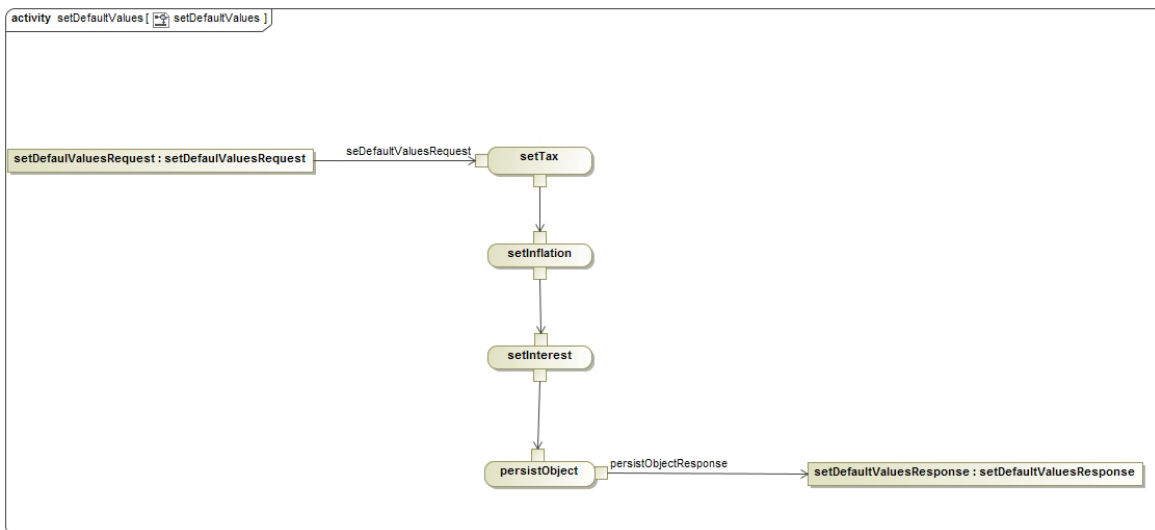 activity setDefaultValues [ setDefaultValues ]
setDefaulValuesRequest : setDefaulValuesRequest
seDefaultValuesRequest
setTax
setInflation
setInterest
persistObject
persistObjectResponse
setDefaultValuesResponse : setDefaultValuesResponse